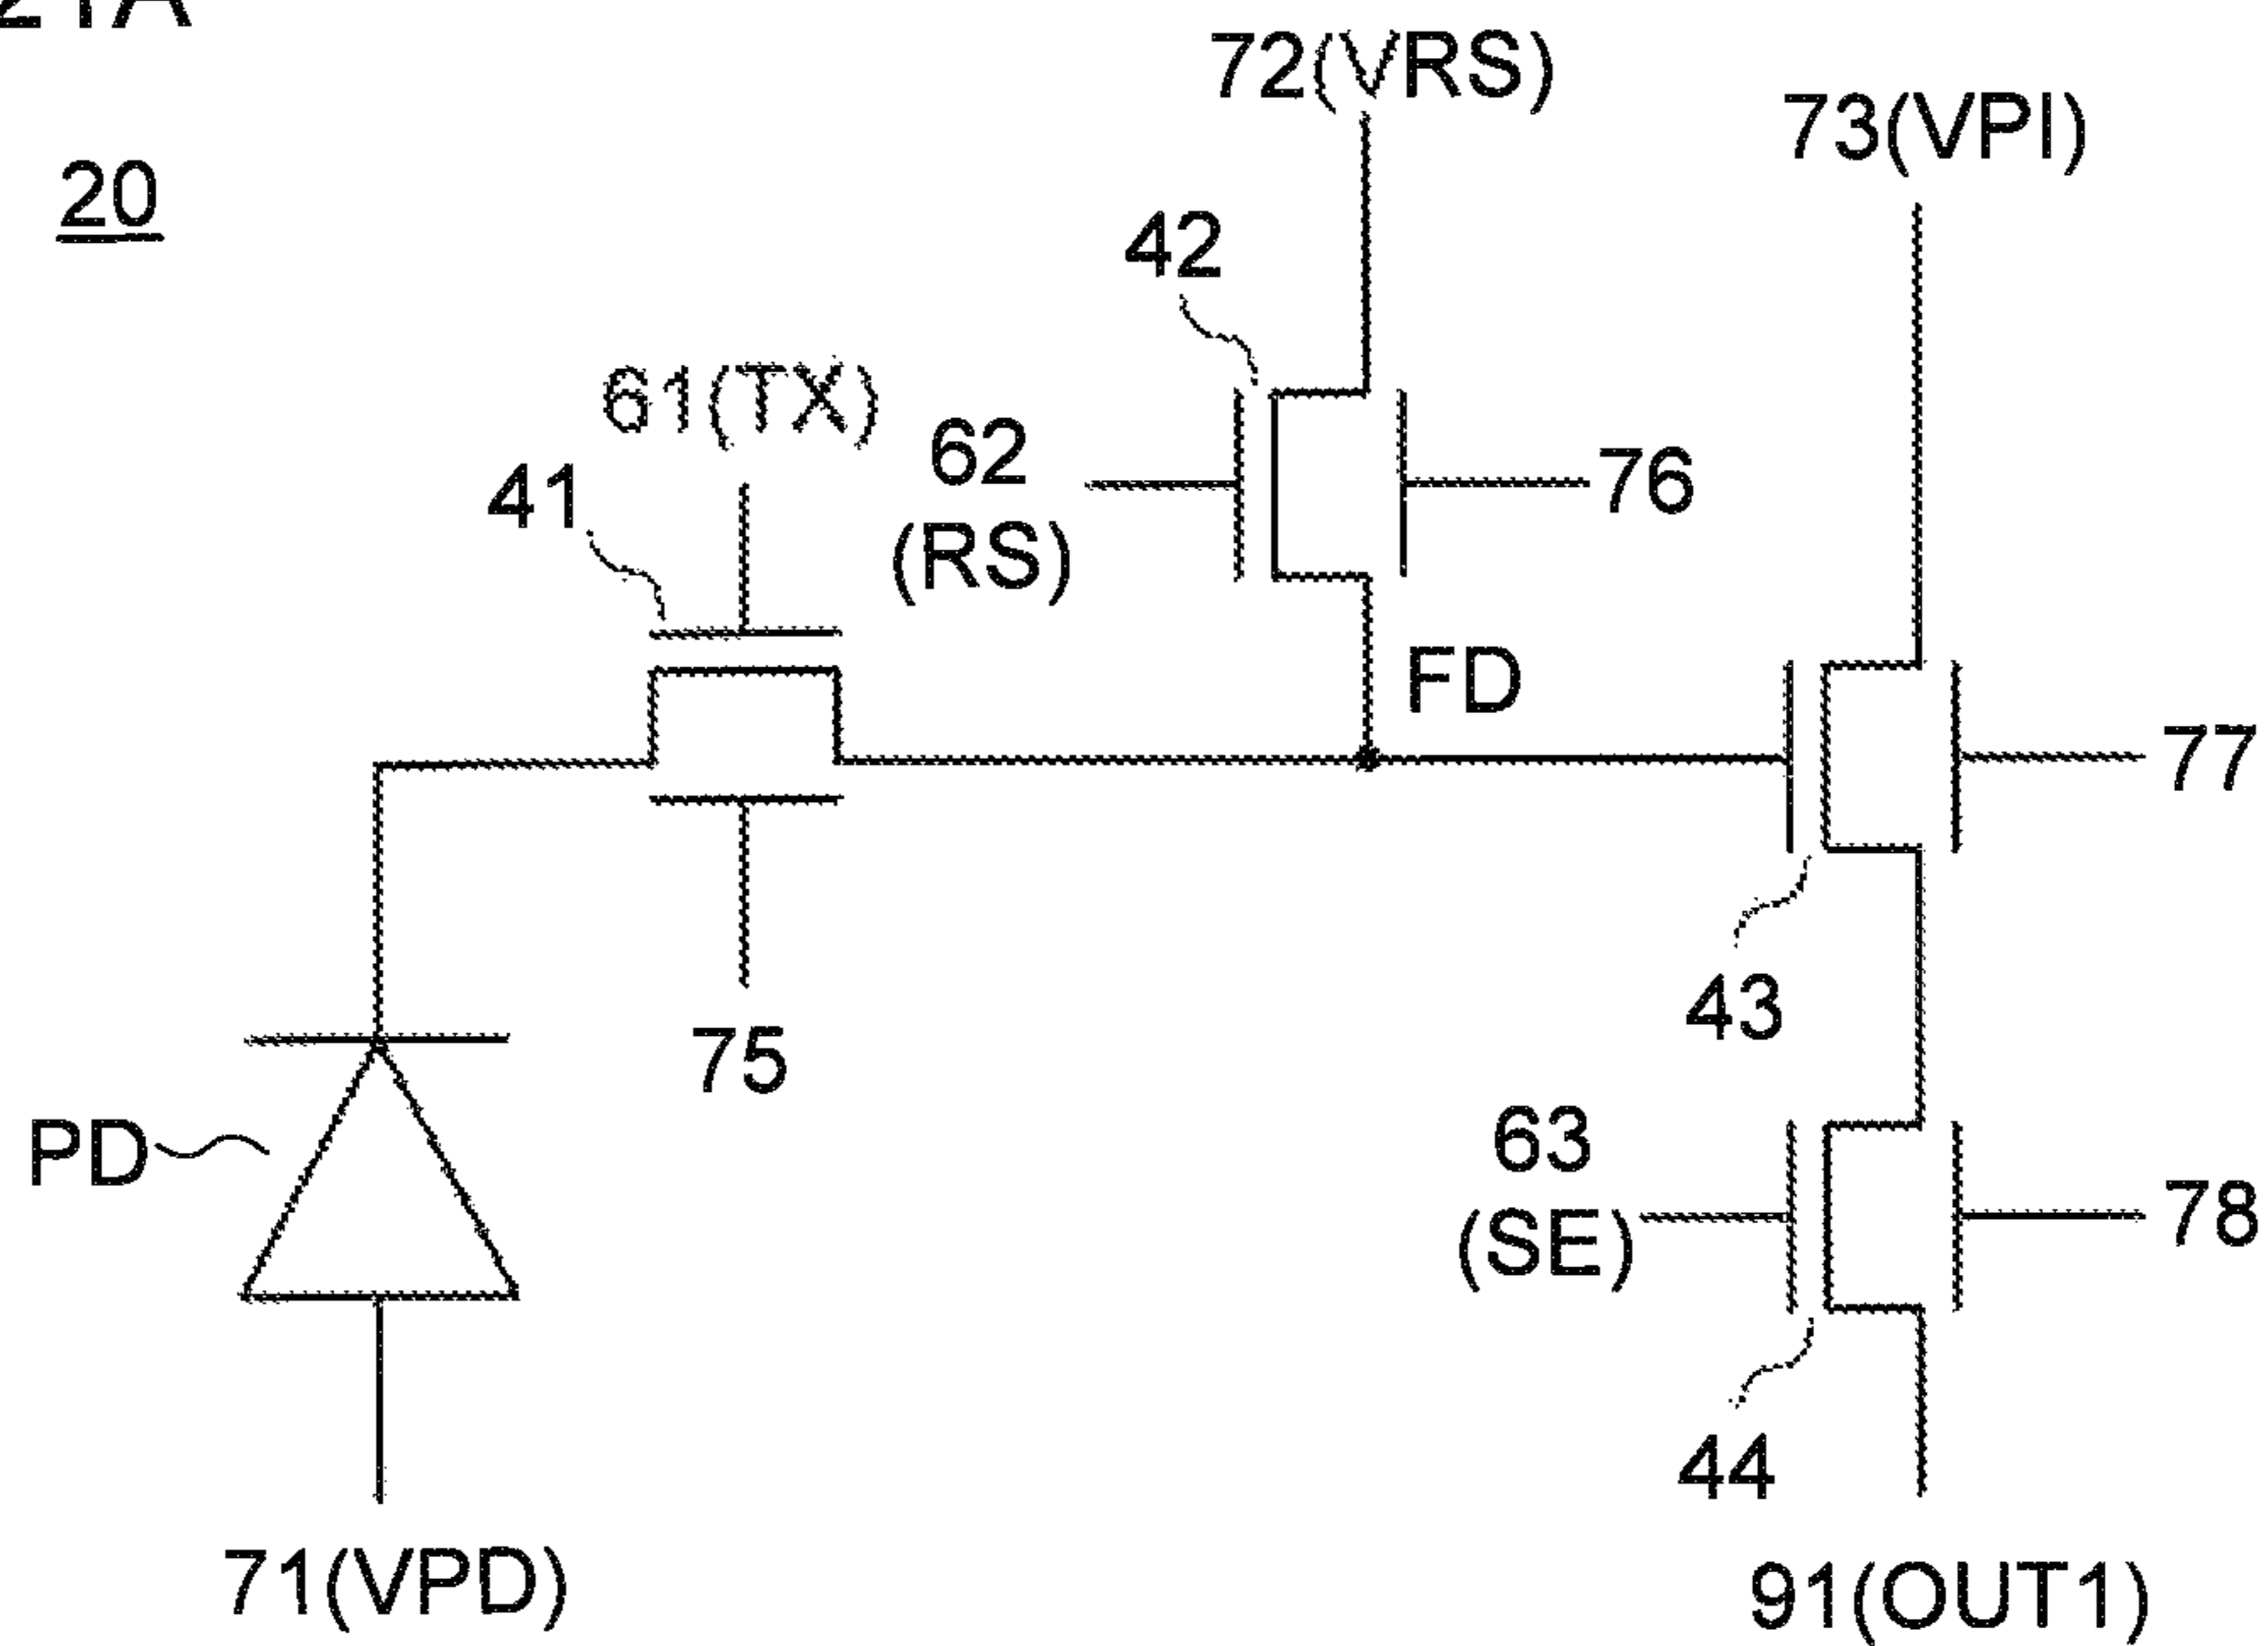 21A
72(VRS)
73(VPI)
20
42
61(TX)
62
(RS)
76
41
FD
77
43
75
PD
63
(SE)
78
44
71(VPD)
91(OUT1)